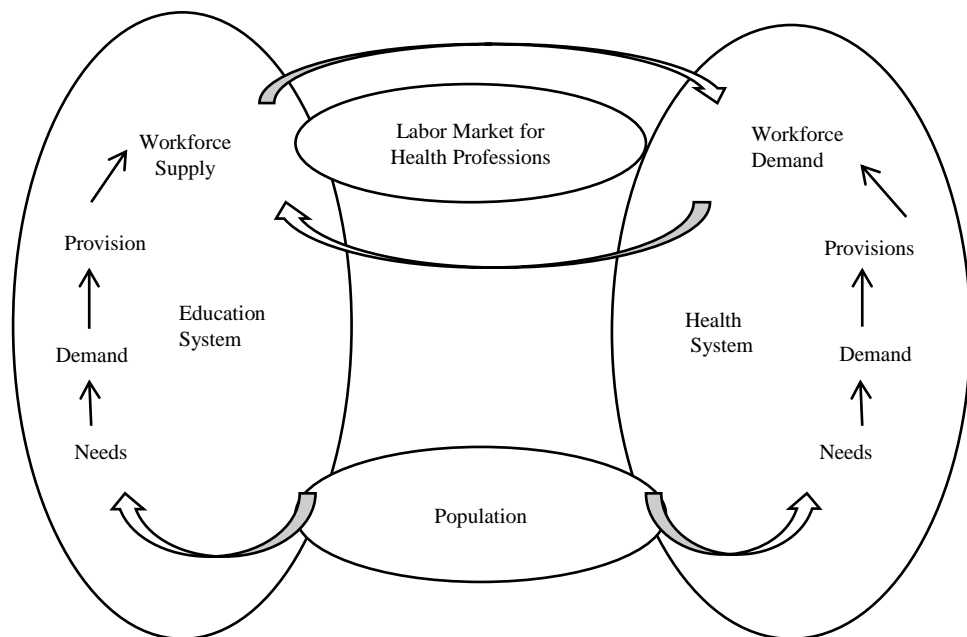 Labor Market for
Health Professions
Workforce
Supply
Workforce
Demand
Provision
Provisions
Education
System
Health
System
Demand
Demand
Needs
Needs
Population